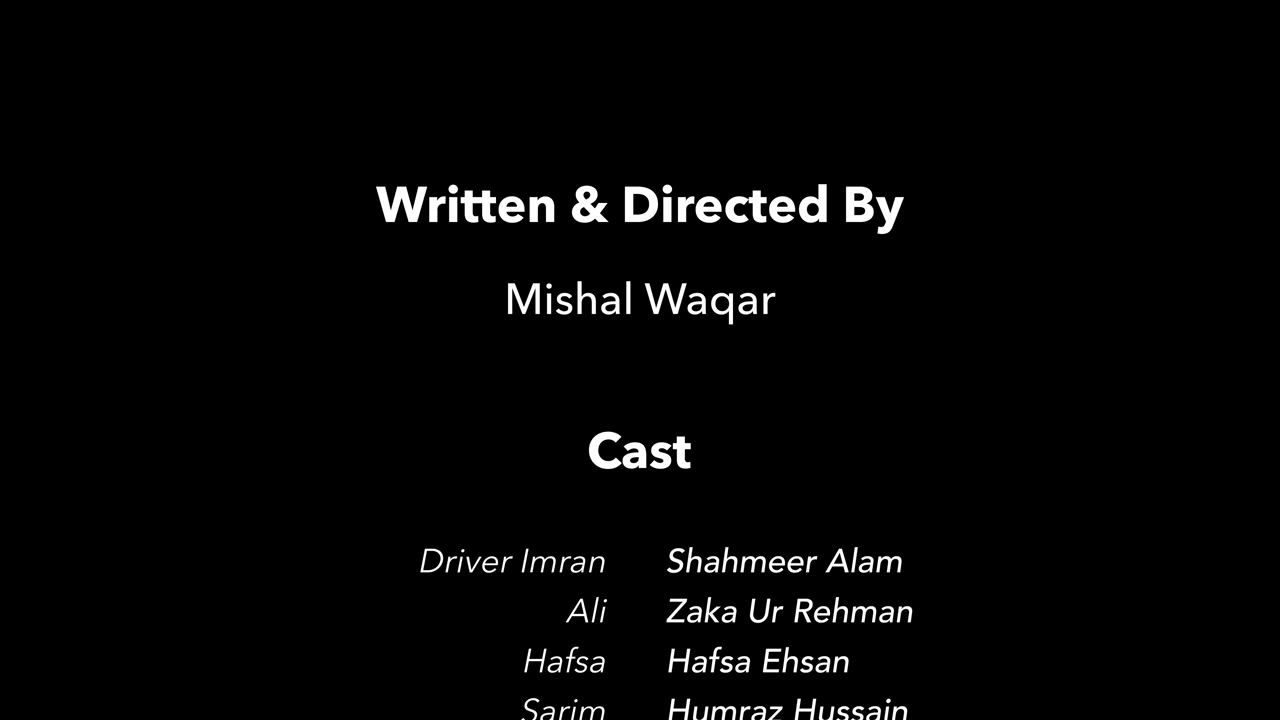 Written & Directed By
Mishal Waqar
Cast
Driver Imran Shahmeer Alam
Ali Zaka Ur Rehman
Hafsa Hafsa Ehsan
Sarim Humraz Hussain